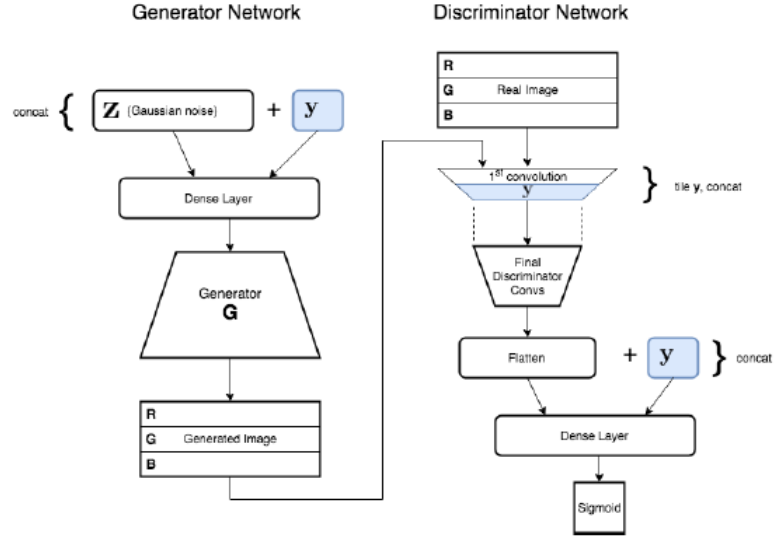 Generator Network
Discriminator Network
concat { Z (Gaussian noise) + y
Dense Layer
Generator
G
R
G Generated Image
B
R
G Real Image
B
1ST convolution
y
} tile y, concat
Final
Discriminator
Convs
Flatten + y } concat
Dense Layer
Sigmoid